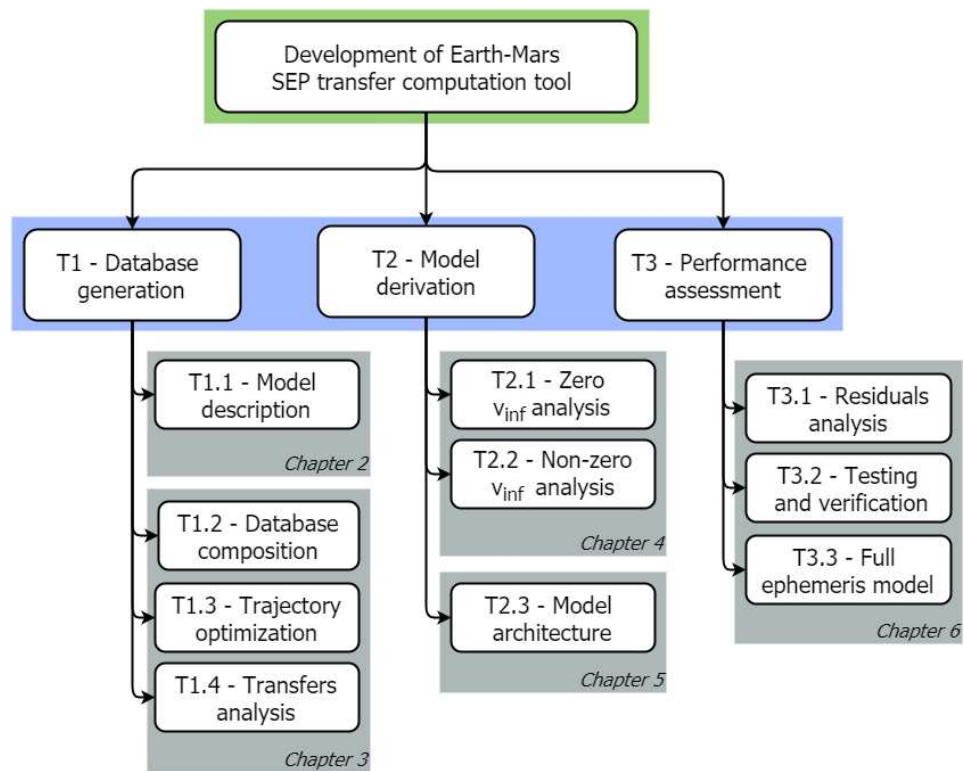 Development of Earth-Mars
SEP transfer computation tool
T1 - Database
generation
T2 - Model
derivation
T3 - Performance
assessment
T1.1 - Model
description
Chapter 2
T1.2 - Database
composition
T1.3 - Trajectory
optimization
T1.4 - Transfers
analysis
Chapter 3
T2.1 - Zero
v_inf analysis
T2.2 - Non-zero
v_inf analysis
Chapter 4
T2.3 - Model
architecture
Chapter 5
T3.1 - Residuals
analysis
T3.2 - Testing
and verification
T3.3 - Full
ephemeris model
Chapter 6